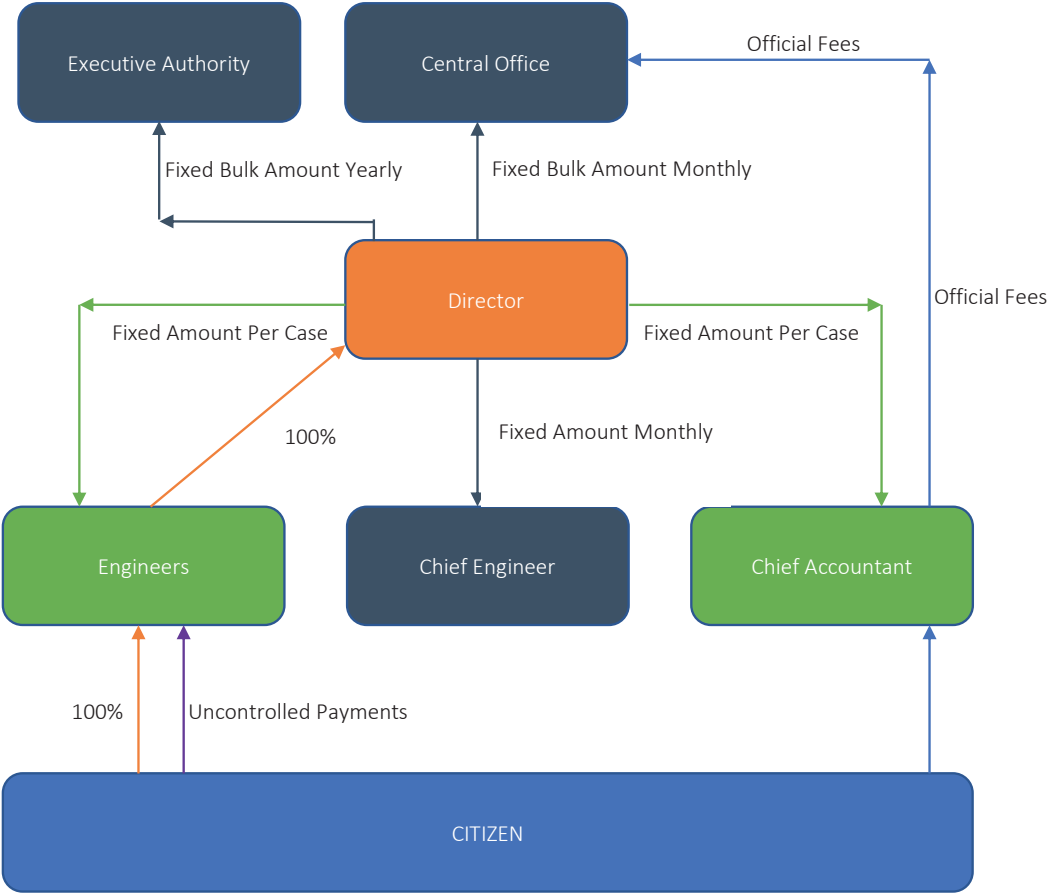 Executive Authority
Central Office
Official Fees
Fixed Bulk Amount Yearly
Fixed Bulk Amount Monthly
Director
Official Fees
Fixed Amount Per Case
Fixed Amount Per Case
100%
Fixed Amount Monthly
Engineers
Chief Engineer
Chief Accountant
100%
Uncontrolled Payments
CITIZEN